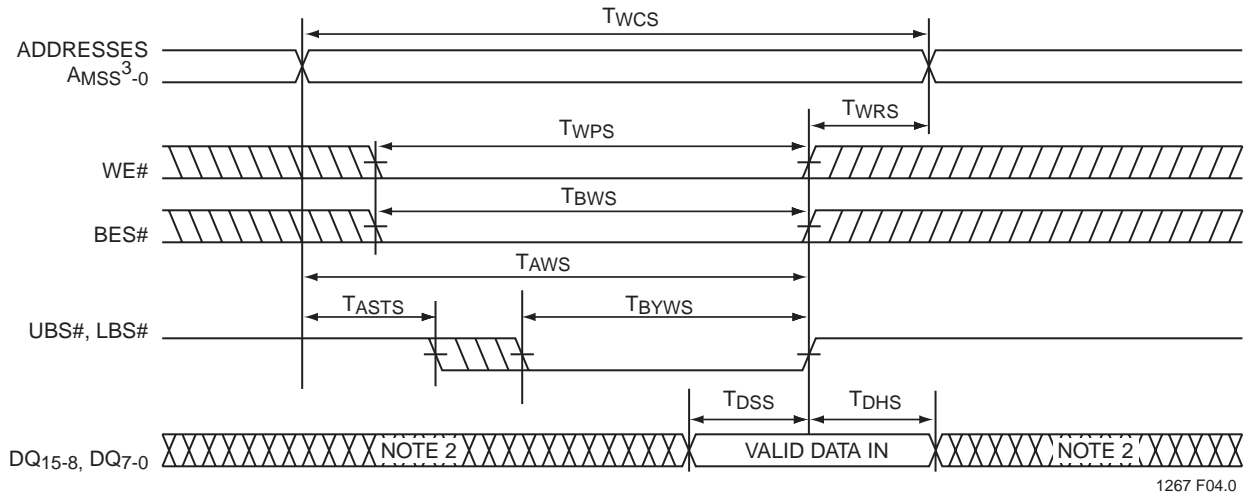 TWCS
ADDRESSES
AMSS3-0
TWRS
TWPS
WE#
TBWS
BES#
TAWS
TASTS
TBYWS
UBS#, LBS#
TDSS
TDHS
DQ15-8, DQ7-0
NOTE 2
VALID DATA IN
NOTE 2
1267 F04.0